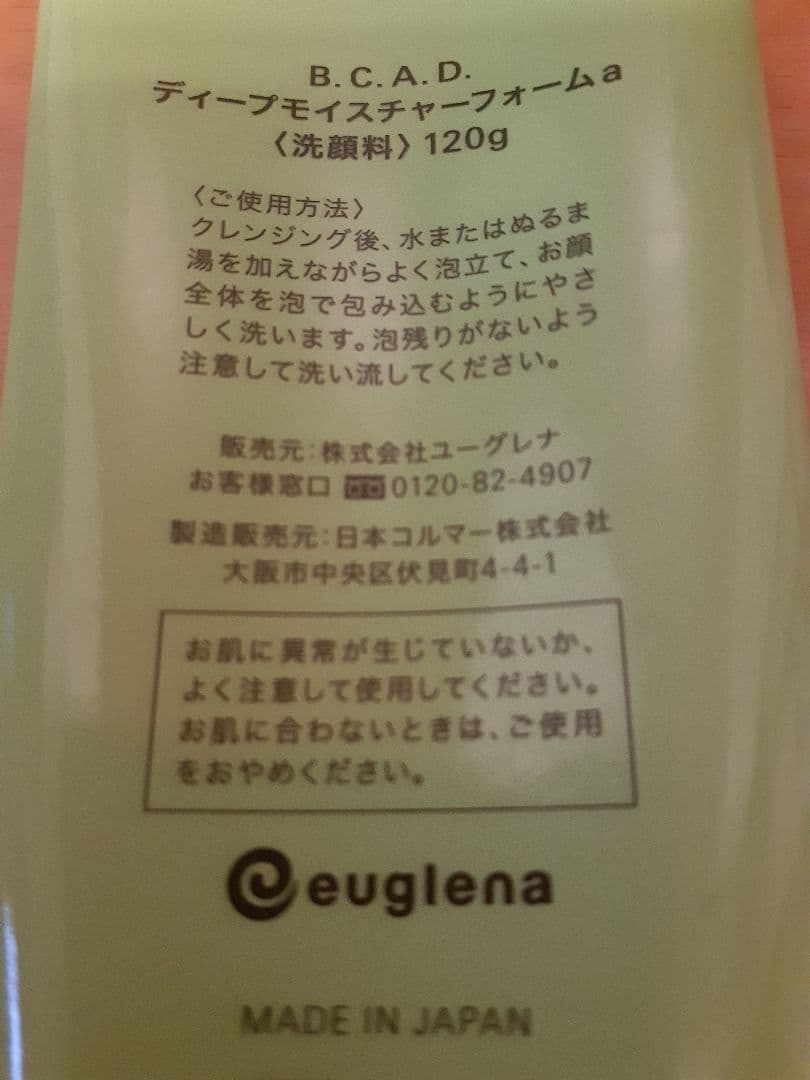 B.C.A.D.
ディープモイスチャーフォームa
〈洗顔料〉120g
〈ご使用方法〉
クレンジング後、水またはぬるま
湯を加えながらよく泡立て、お顔
全体を泡で包み込むようにやさ
しく洗います。泡残りがないよう
注意して洗い流してください。
販売元:株式会社ユーグレナ
お客様窓口 0120-82-4907
製造販売元:日本コルマー株式会社
大阪市中央区伏見町4-4-1
お肌に異常が生じていないか、
よく注意して使用してください。
お肌に合わないときは、ご使用
をおやめください。
euglena
MADE IN JAPAN